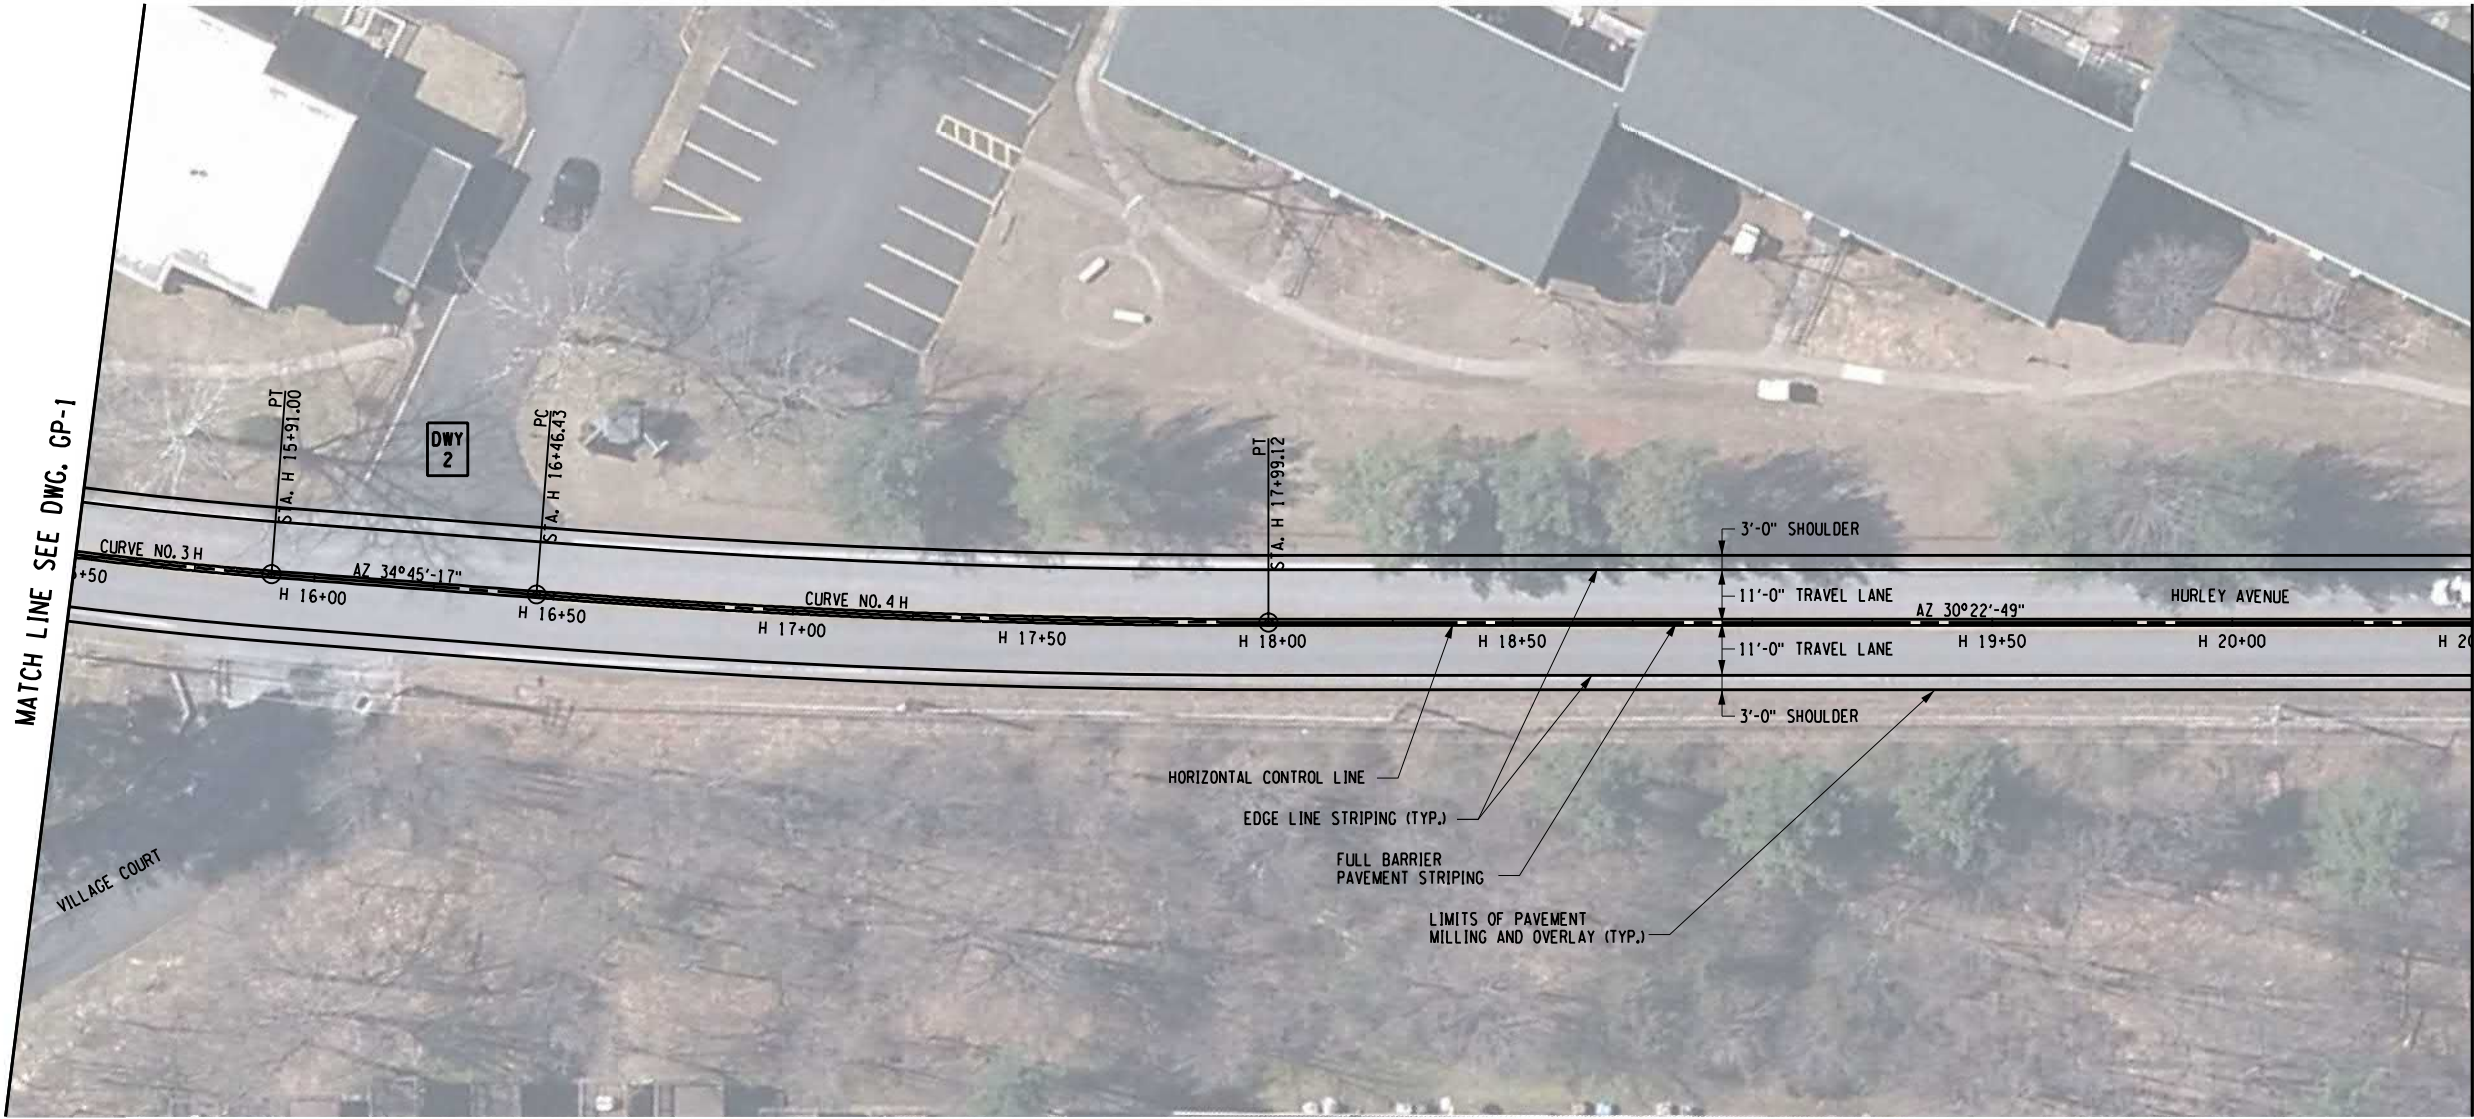 MATCH LINE SEE DWG. GP-1
PT
STA. H 15+91.00
DWY
2
PC
STA. H 16+46.43
PT
STA. H 17+99.12
CURVE NO. 3 H
+50
AZ 34°45'-17"
H 16+00
H 16+50
CURVE NO. 4 H
H 17+00
H 17+50
H 18+00
H 18+50
3'-0" SHOULDER
11'-0" TRAVEL LANE
AZ 30°22'-49"
HURLEY AVENUE
11'-0" TRAVEL LANE
H 19+50
H 20+00
H 20
3'-0" SHOULDER
HORIZONTAL CONTROL LINE
EDGE LINE STRIPING (TYP.)
FULL BARRIER
PAVEMENT STRIPING
LIMITS OF PAVEMENT
MILLING AND OVERLAY (TYP.)
VILLAGE COURT